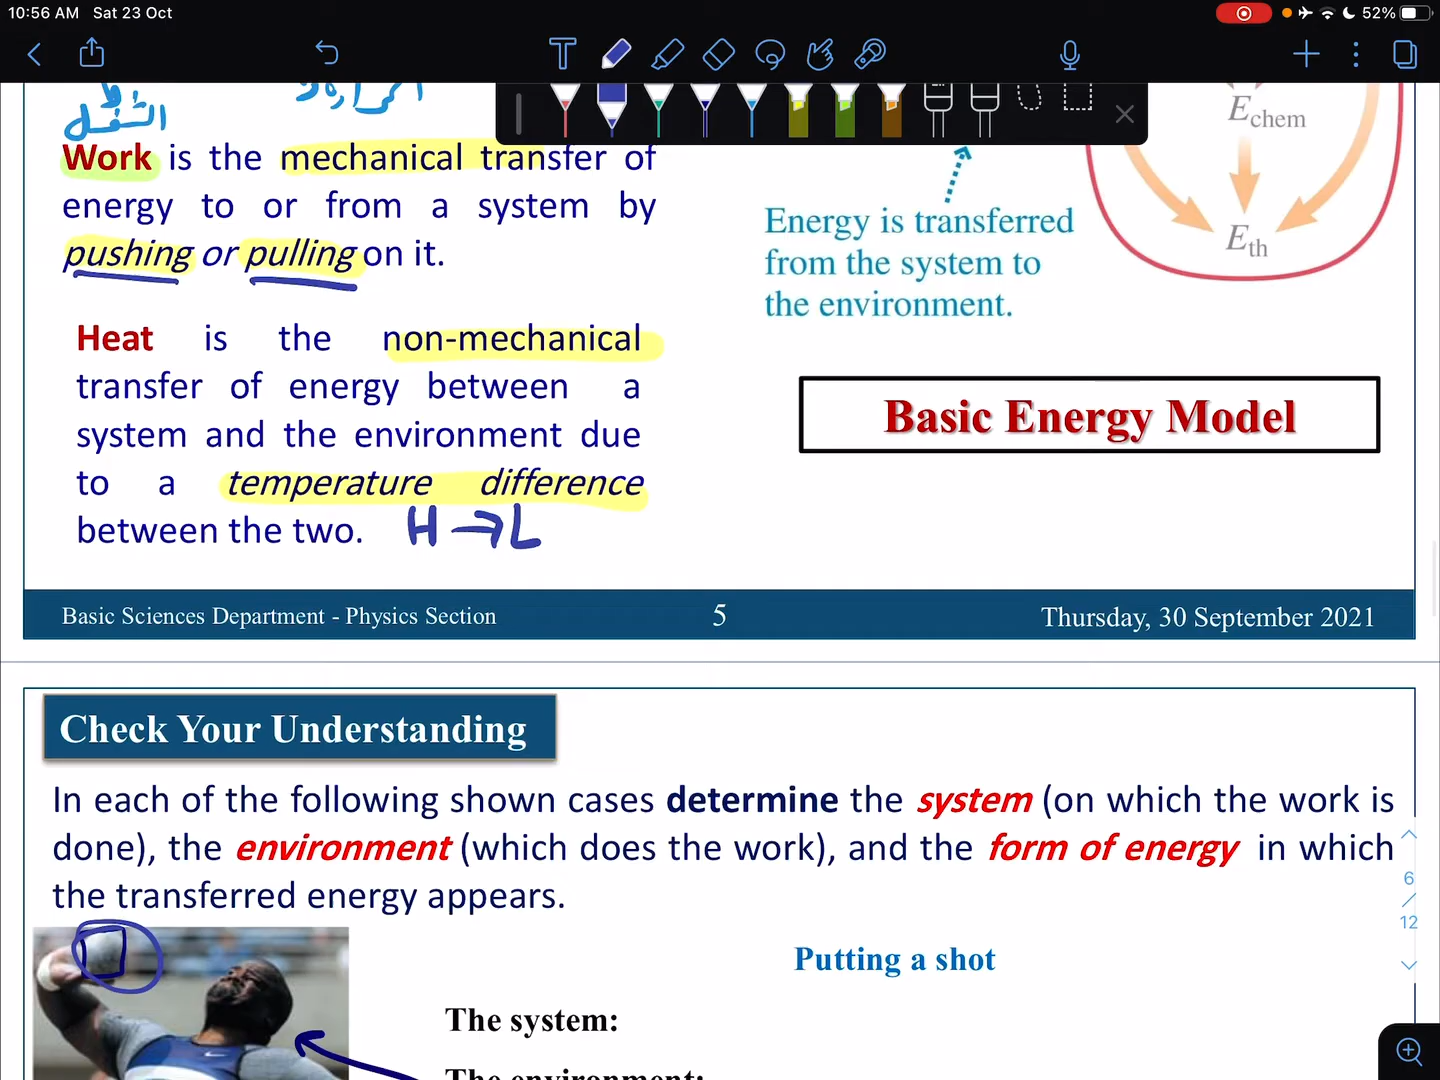 10:56 AM Sat 23 Oct
52%
T
الشغل
Work is the mechanical transfer of
energy to or from a system by
pushing or pulling on it.
Heat is the non-mechanical
transfer of energy between a
system and the environment due
to a temperature difference
between the two. H → L
Echem
Eth
Energy is transferred
from the system to
the environment.
Basic Energy Model
Basic Sciences Department - Physics Section 5 Thursday, 30 September 2021
Check Your Understanding
In each of the following shown cases determine the system (on which the work is
done), the environment (which does the work), and the form of energy in which
the transferred energy appears.
6
/
12
Putting a shot
The system:
The environment: